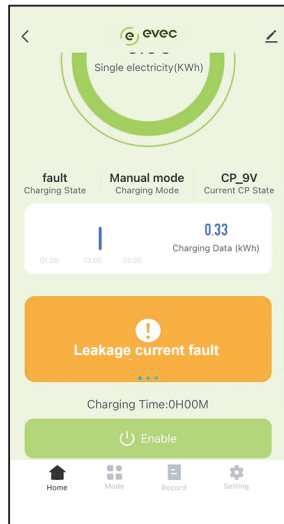 evec
Single electricity(KWh)
fault
Charging State
Manual mode
Charging Mode
CP_9V
Current CP State
0.33
Charging Data (kWh)
01:00 13:00 24:00
Leakage current fault
Charging Time:0H00M
Enable
Home
Mode
Record
Setting